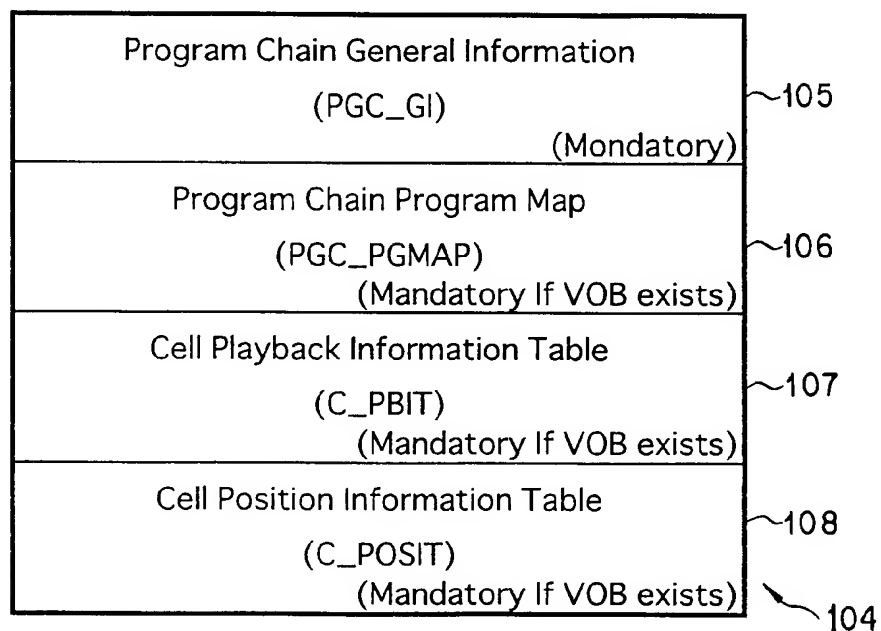 Program Chain General Information
(PGC_GI)
(Mondatory)
105
Program Chain Program Map
(PGC_PGMAP)
(Mandatory If VOB exists)
106
Cell Playback Information Table
(C_PBIT)
(Mandatory If VOB exists)
107
Cell Position Information Table
(C_POSIT)
(Mandatory If VOB exists)
108
104